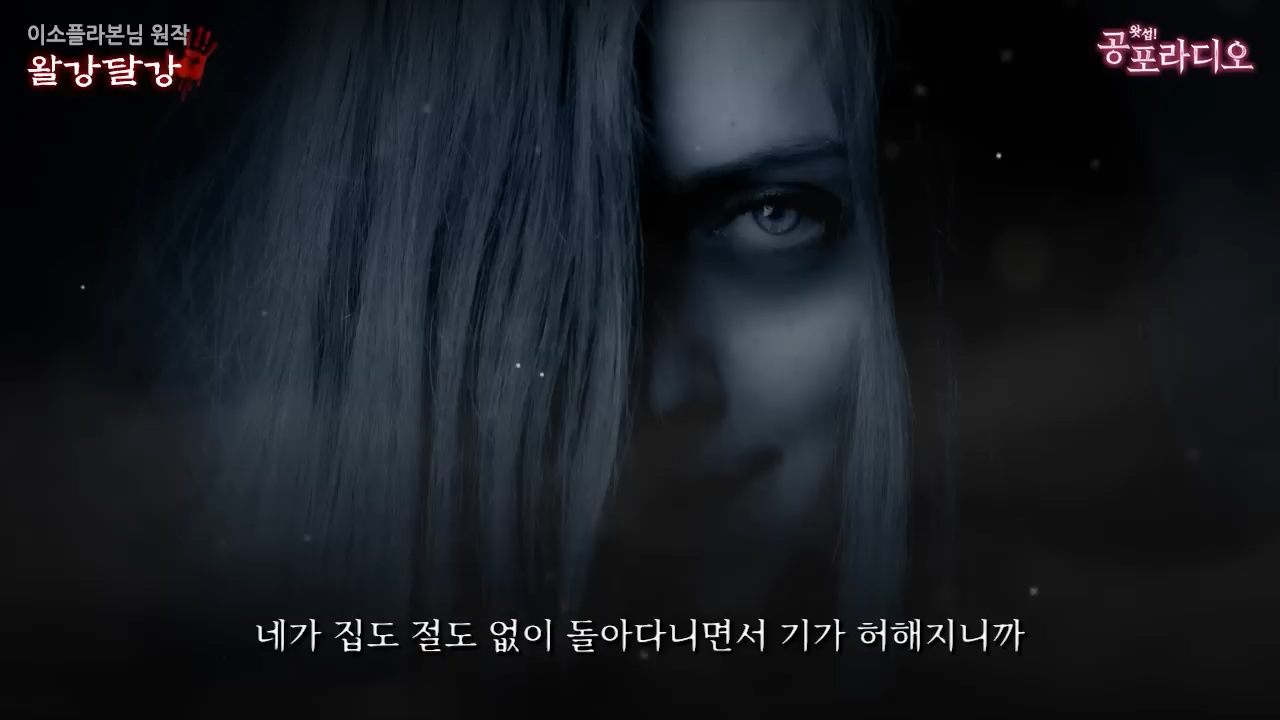 이소플라본님 원작
왈강달강
왓섭!
공포라디오
네가 집도 절도 없이 돌아다니면서 기가 허해지니까